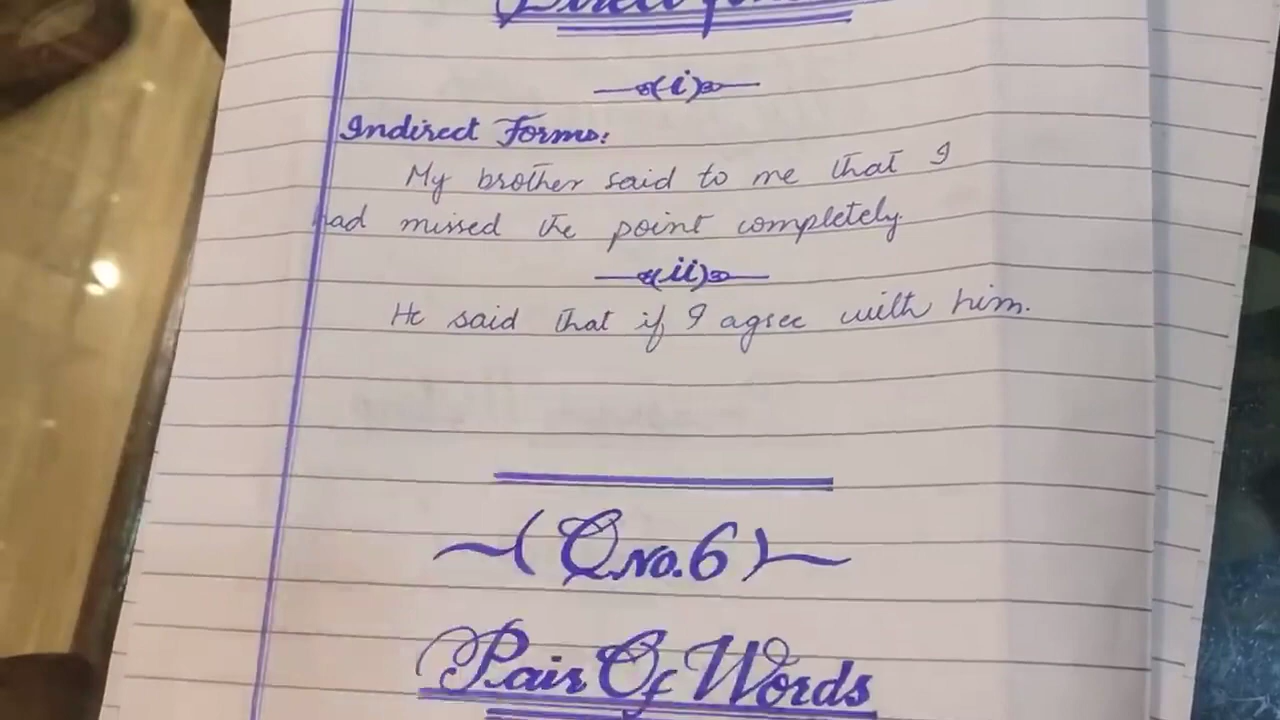 (i)
Indirect Forms:
My brother said to me that I
had missed the point completely.
(ii)
He said that if I agree with him.
(Q no.6)
Pair Of Words